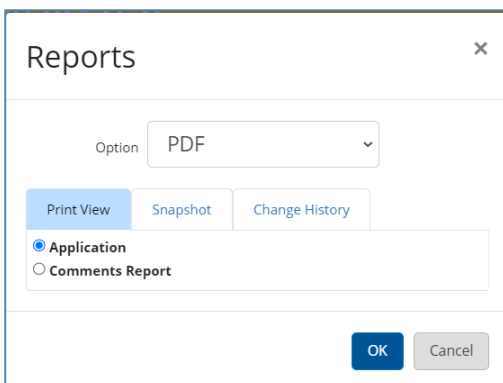 Reports ×
Option PDF
Print View Snapshot Change History
Application
Comments Report
OK Cancel